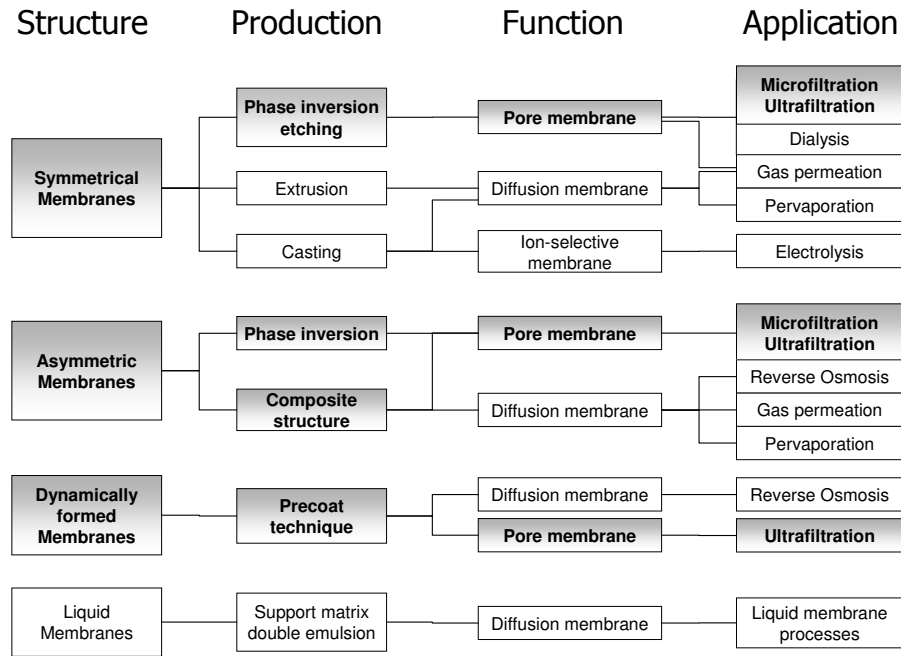 Structure Production Function Application
Symmetrical
Membranes
Phase inversion
etching
Extrusion
Casting
Pore membrane
Diffusion membrane
Ion-selective
membrane
Microfiltration
Ultrafiltration
Dialysis
Gas permeation
Pervaporation
Electrolysis
Asymmetric
Membranes
Phase inversion
Composite
structure
Pore membrane
Diffusion membrane
Microfiltration
Ultrafiltration
Reverse Osmosis
Gas permeation
Pervaporation
Dynamically
formed
Membranes
Precoat
technique
Diffusion membrane
Pore membrane
Reverse Osmosis
Ultrafiltration
Liquid
Membranes
Support matrix
double emulsion
Diffusion membrane
Liquid membrane
processes